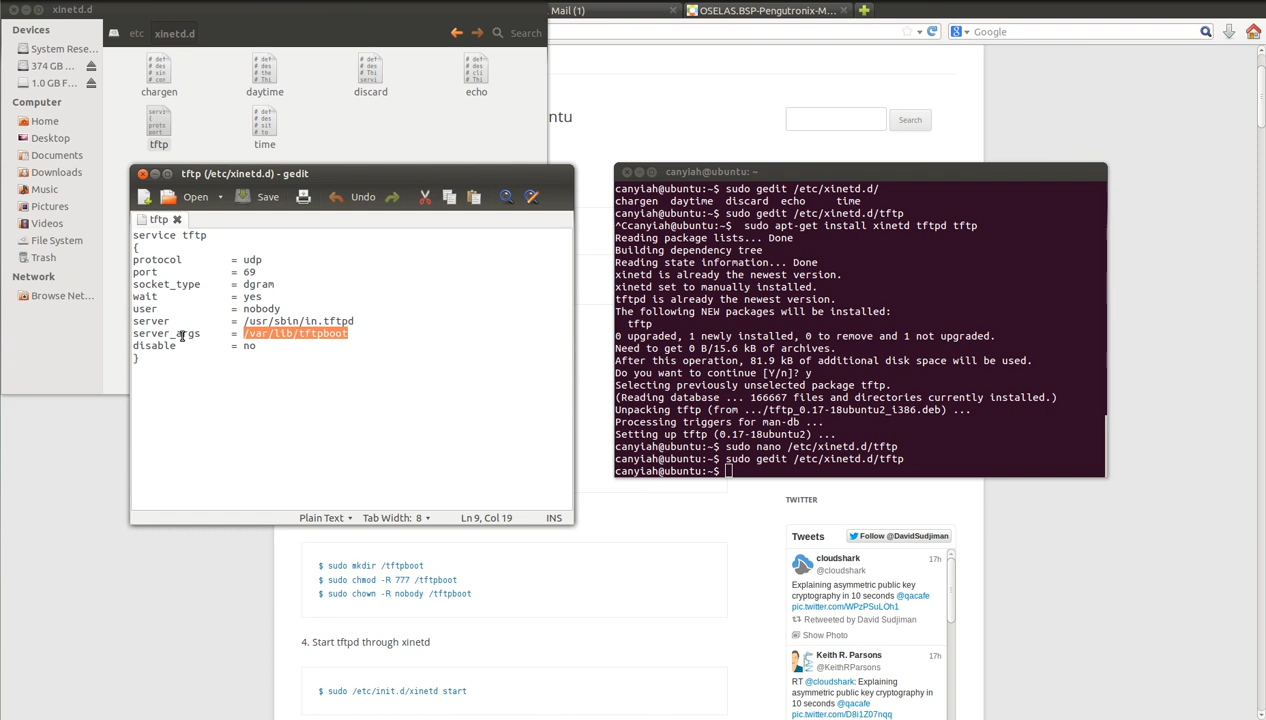 xinetd.d
Devices
System Rese...
374 GB ...
1.0 GB F...
Computer
Home
Desktop
Documents
Downloads
Music
Pictures
Videos
File System
Trash
Network
Browse Net...
etc
xinetd.d
Search
chargen
daytime
discard
echo
tftp
time
Mail (1)
OSELAS.BSP-Pengutronix-M...
Google
untu
Search
tftp (/etc/xinetd.d) - gedit
Open
Save
Undo
tftp
service tftp
{
protocol = udp
port = 69
socket_type = dgram
wait = yes
user = nobody
server = /usr/sbin/in.tftpd
server_args = /var/lib/tftpboot
disable = no
}
Plain Text
Tab Width: 8
Ln 9, Col 19
INS
canyiah@ubuntu: ~
canyiah@ubuntu:~$ sudo gedit /etc/xinetd.d/
chargen daytime discard echo time
canyiah@ubuntu:~$ sudo gedit /etc/xinetd.d/tftp
^Ccanyiah@ubuntu:~$ sudo apt-get install xinetd tftpd tftp
Reading package lists... Done
Building dependency tree
Reading state information... Done
xinetd is already the newest version.
xinetd set to manually installed.
tftpd is already the newest version.
The following NEW packages will be installed:
tftp
0 upgraded, 1 newly installed, 0 to remove and 1 not upgraded.
Need to get 0 B/15.6 kB of archives.
After this operation, 81.9 kB of additional disk space will be used.
Do you want to continue [Y/n]? y
Selecting previously unselected package tftp.
(Reading database ... 166667 files and directories currently installed.)
Unpacking tftp (from .../tftp_0.17-18ubuntu2_i386.deb) ...
Processing triggers for man-db ...
Setting up tftp (0.17-18ubuntu2) ...
canyiah@ubuntu:~$ sudo nano /etc/xinetd.d/tftp
canyiah@ubuntu:~$ sudo gedit /etc/xinetd.d/tftp
canyiah@ubuntu:~$
$ sudo mkdir /tftpboot
$ sudo chmod -R 777 /tftpboot
$ sudo chown -R nobody /tftpboot
4. Start tftpd through xinetd
$ sudo /etc/init.d/xinetd start
TWITTER
Tweets
Follow @DavidSudjiman
cloudshark
17h
@cloudshark
Explaining asymmetric public key
cryptography in 10 seconds @qacafe
pic.twitter.com/WPzPSuLOh1
Retweeted by David Sudjiman
Show Photo
Keith R. Parsons
16h
@KeithRParsons
RT @cloudshark: Explaining
asymmetric public key cryptography in
10 seconds @qacafe
pic.twitter.com/D8i1Z07nqq